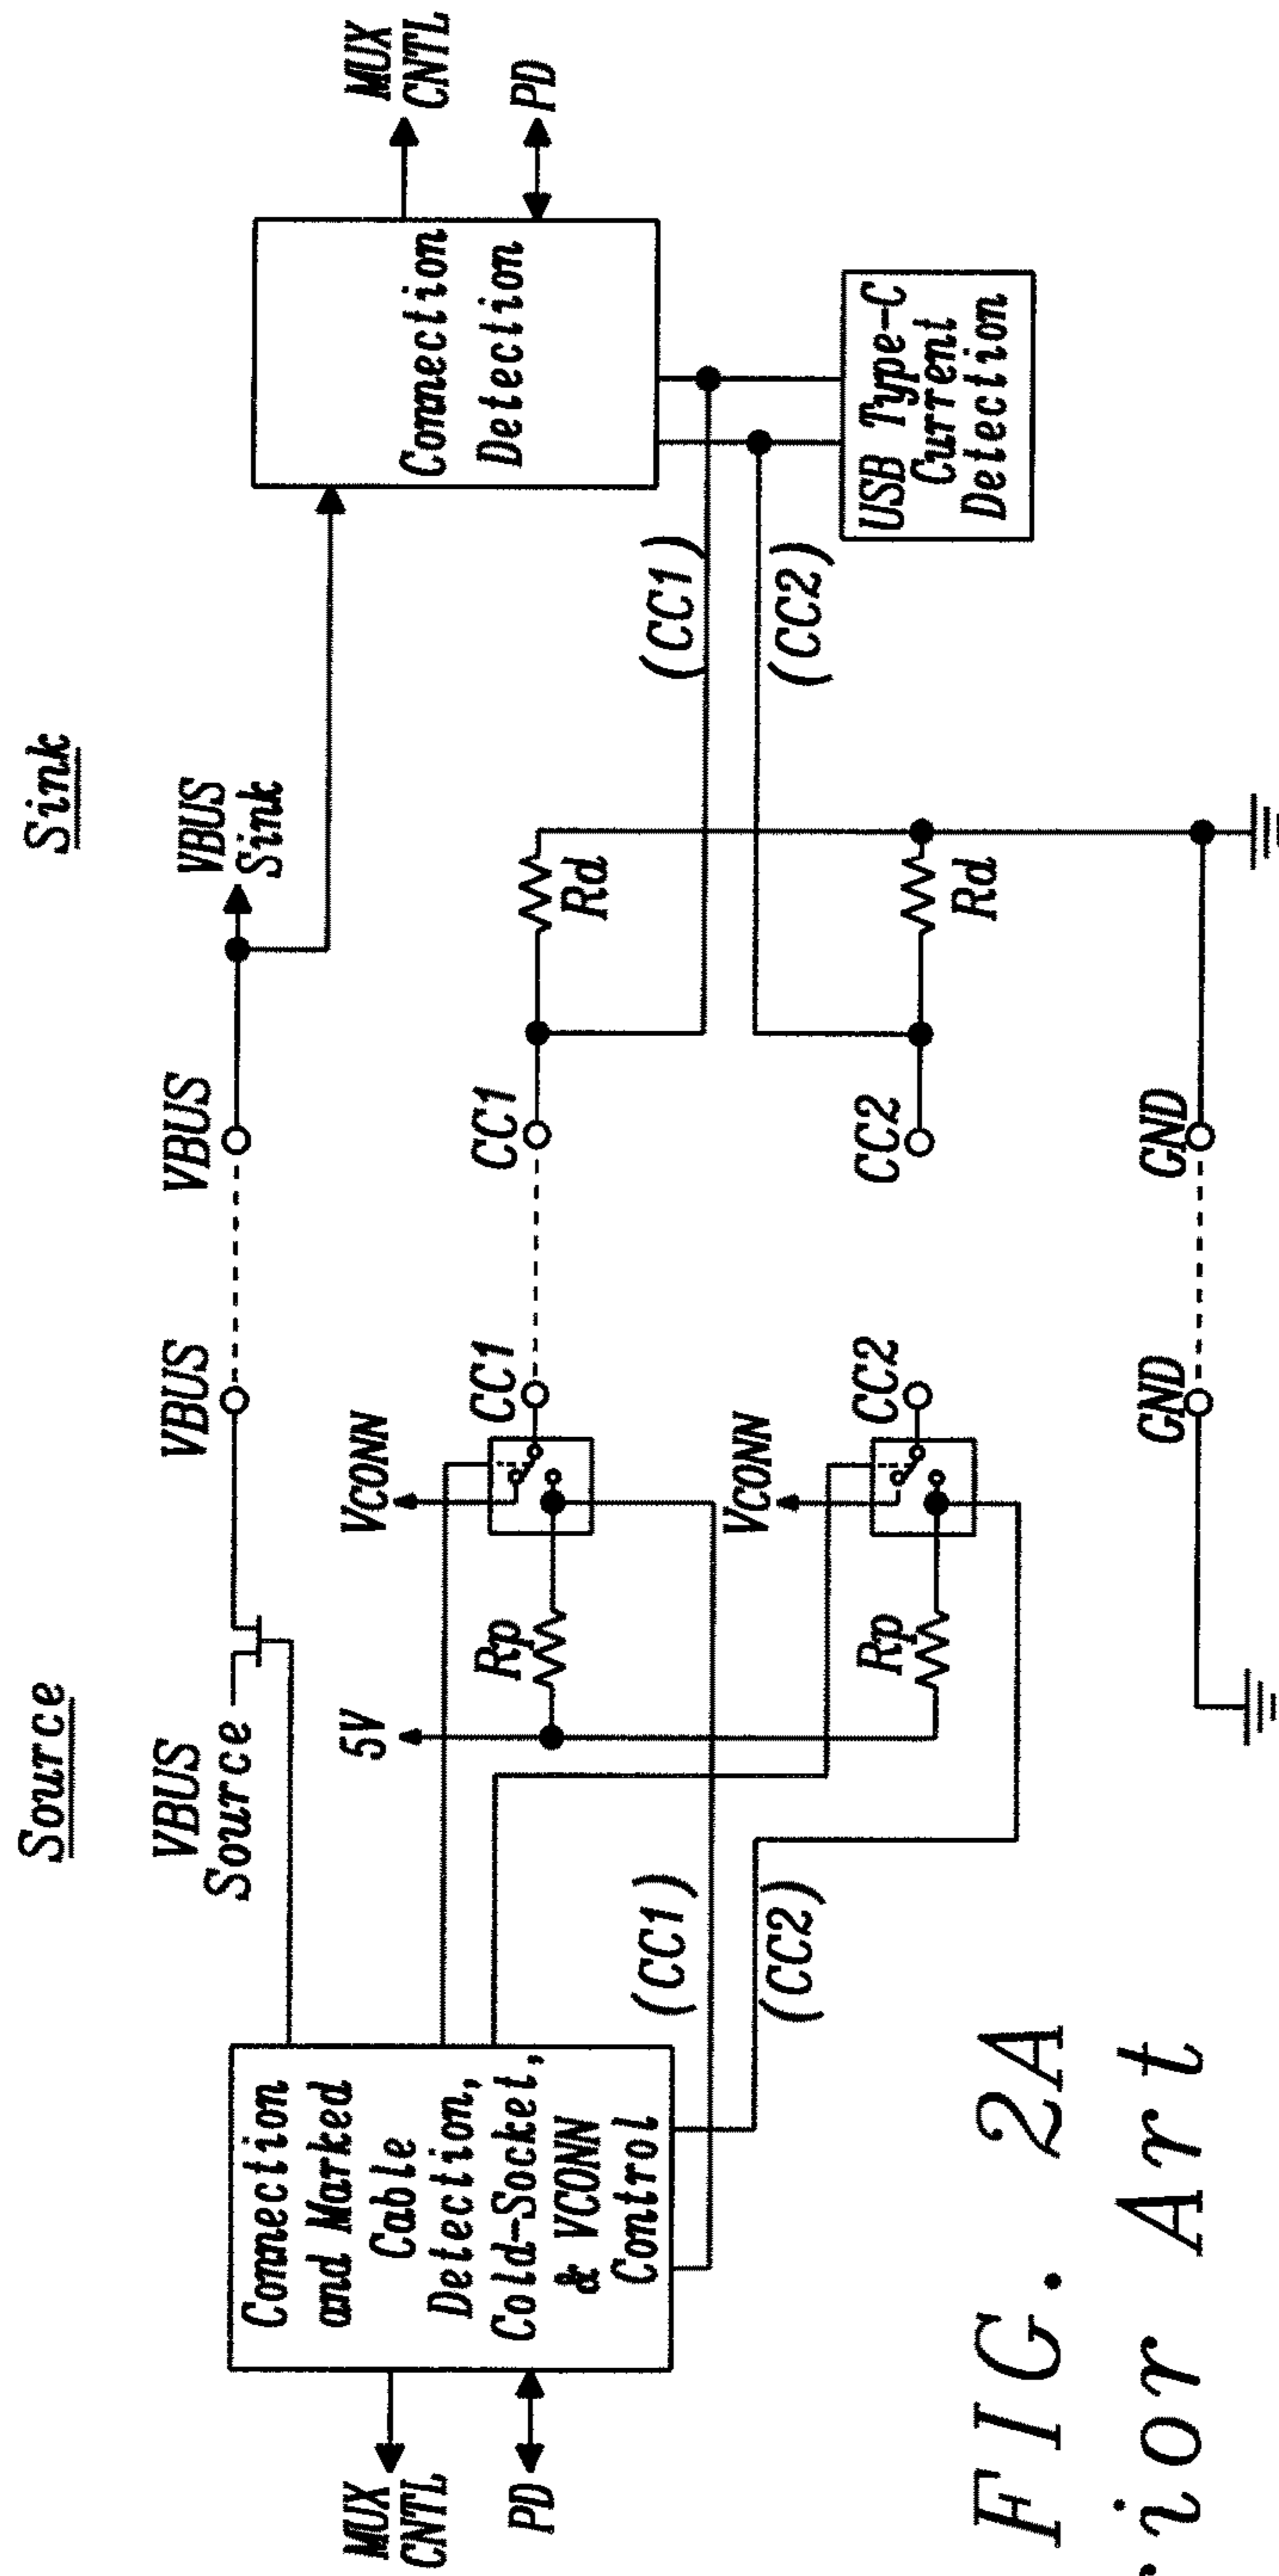 Source
Sink
VBUS
Source
VBUS
VBUS
VBUS
Sink
MUX
CNTL
PD
Connection
and Marked
Cable
Detection,
Cold-Socket,
& VCONN
Control
5V
Rp
VCONN
CC1
CC1
Rd
(CC1)
(CC2)
Rp
VCONN
CC2
CC2
Rd
(CC1)
(CC2)
GND
GND
Connection
Detection
MUX
CNTL
PD
USB Type-C
Current
Detection
FIG. 2A
Art